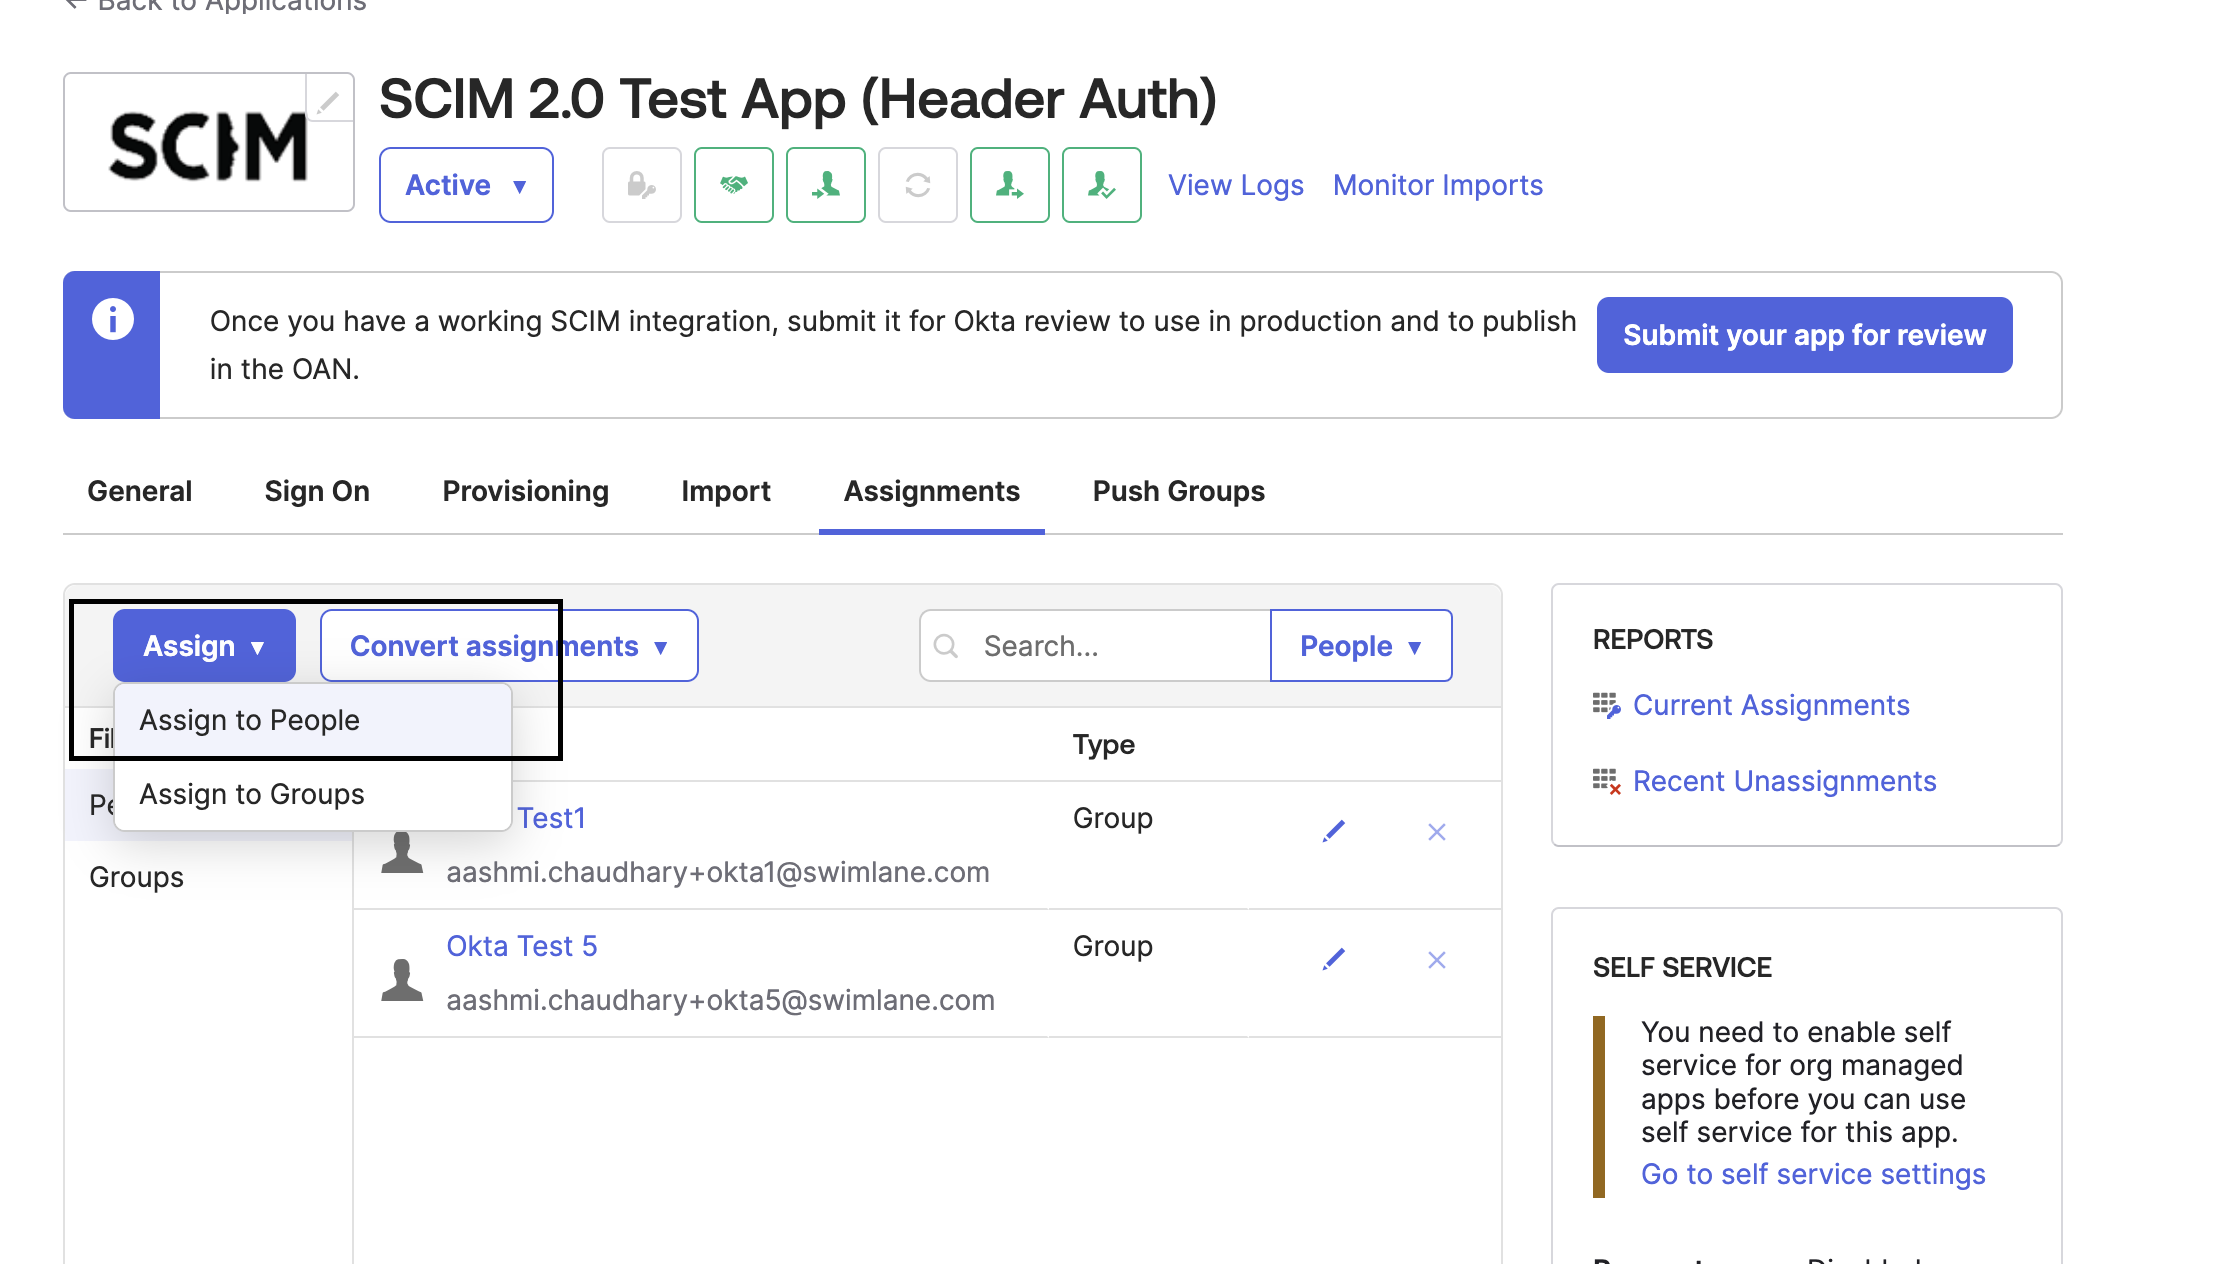 ← Back to Applications
SCIM
SCIM 2.0 Test App (Header Auth)
Active ▼
View Logs
Monitor Imports
Once you have a working SCIM integration, submit it for Okta review to use in production and to publish
in the OAN.
Submit your app for review
General
Sign On
Provisioning
Import
Assignments
Push Groups
Assign ▼
Convert assignments ▼
Search...
People ▼
Assign to People
Assign to Groups
Groups
Type
Test1
aashmi.chaudhary+okta1@swimlane.com
Group
Okta Test 5
aashmi.chaudhary+okta5@swimlane.com
Group
REPORTS
Current Assignments
Recent Unassignments
SELF SERVICE
You need to enable self
service for org managed
apps before you can use
self service for this app.
Go to self service settings